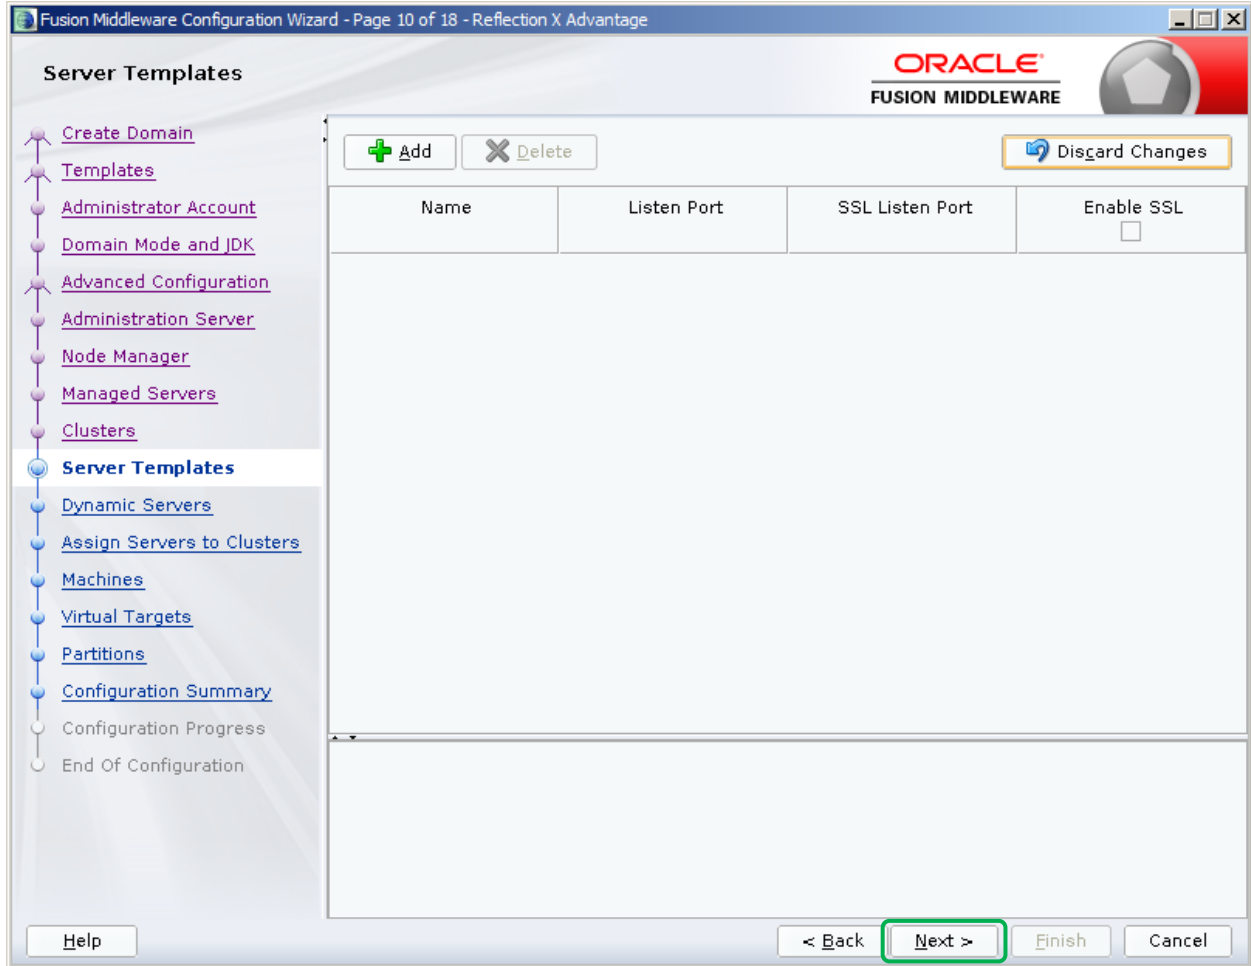 Fusion Middleware Configuration Wizard - Page 10 of 18 - Reflection X Advantage
Server Templates
ORACLE
FUSION MIDDLEWARE
Create Domain
Templates
Administrator Account
Domain Mode and JDK
Advanced Configuration
Administration Server
Node Manager
Managed Servers
Clusters
Server Templates
Dynamic Servers
Assign Servers to Clusters
Machines
Virtual Targets
Partitions
Configuration Summary
Configuration Progress
End Of Configuration
Add Delete Discard Changes
Name Listen Port SSL Listen Port Enable SSL
Help < Back Next > Finish Cancel